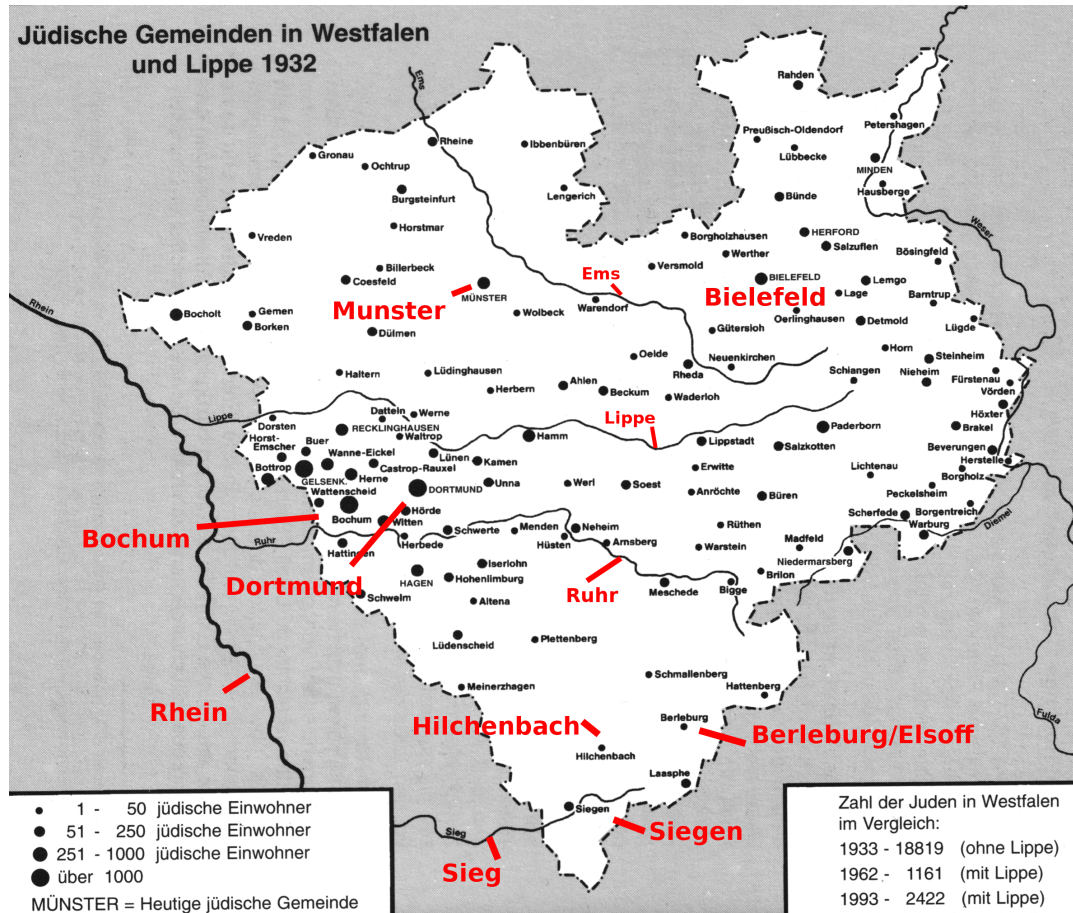 Jüdische Gemeinden in Westfalen
und Lippe 1932
Ems
Rahden
Petershagen
Preußisch-Oldendorf
Lübbecke
MINDEN
Hausberge
Rheine
Ibbenbüren
Gronau
Ochtrup
Burgsteinfurt
Lengerich
Bünde
Horstmar
Vreden
Borgholzhausen
HERFORD
Salzuflen
Weser
Werther
Bösingfeld
Billerbeck
Coesfeld
Versmold
Ems
BIELEFELD
Lemgo
Bielefeld
Lage
Barntrup
MÜNSTER
Munster
Rhein
Bocholt
Gemen
Borken
Wolbeck
Warendorf
Oerlinghausen
Detmold
Lügde
Dülmen
Gütersloh
Horn
Steinheim
Oelde
Neuenkirchen
Rheda
Haltern
Lüdinghausen
Herbern
Ahlen
Beckum
Waderloh
Schlangen
Nieheim
Fürstenau
Vörden
Höxter
Lippe
Dorsten
Datteln
Werne
RECKLINGHAUSEN
Waltrop
Hamm
Lippe
Lippstadt
Paderborn
Salzkotten
Brakel
Beverungen
Herstelle
Horst-
Emscher
Buer
Wanne-Eickel
Castrop-Rauxel
Lünen
Kamen
Erwitte
Lichtenau
Borgholz
Bottrop
GELSENK.
Herne
DORTMUND
Unna
Werl
Soest
Anröchte
Büren
Peckelsheim
Borgentreich
Wattenscheid
Bochum
Hörde
Witten
Scherfede
Warburg
Diemel
Bochum
Ruhr
Hattingen
Herbede
Schwerte
Menden
Hüsten
Neheim
Arnsberg
Rüthen
Warstein
Madfeld
Niedermarsberg
Dortmund
HAGEN
Iserlohn
Hohenlimburg
Ruhr
Meschede
Bigge
Brilon
Schwelm
Altena
Lüdenscheid
Plettenberg
Schmallenberg
Hattenberg
Meinerzhagen
Rhein
Hilchenbach
Berleburg
Berleburg/Elsoff
Hilchenbach
Fulda
Laasphe
Siegen
Siegen
Sieg
Sieg
1 - 50 jüdische Einwohner
51 - 250 jüdische Einwohner
251 - 1000 jüdische Einwohner
über 1000
MÜNSTER = Heutige jüdische Gemeinde
Zahl der Juden in Westfalen
im Vergleich:
1933 - 18819 (ohne Lippe)
1962 - 1161 (mit Lippe)
1993 - 2422 (mit Lippe)